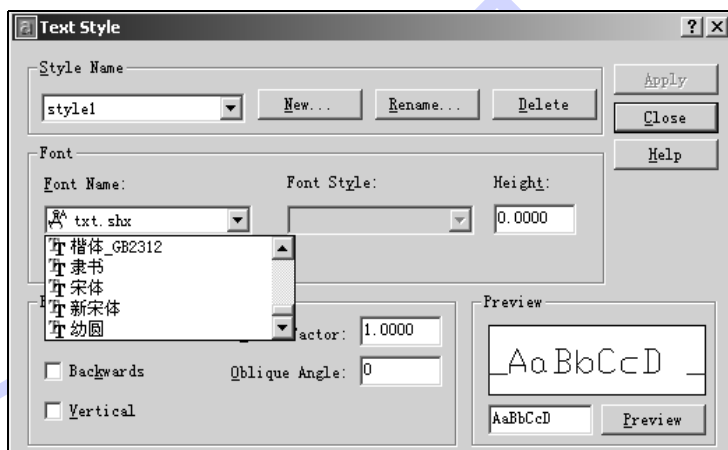 Text Style
Style Name
style1 New... Rename... Delete
Apply
Close
Help
Font
Font Name: Font Style: Height:
txt.shx 0.0000
楷体_GB2312
隶书
宋体
新宋体
幼圆
actor: 1.0000
Backwards Oblique Angle: 0
Vertical
Preview
AaBbCcD
AaBbCcD Preview